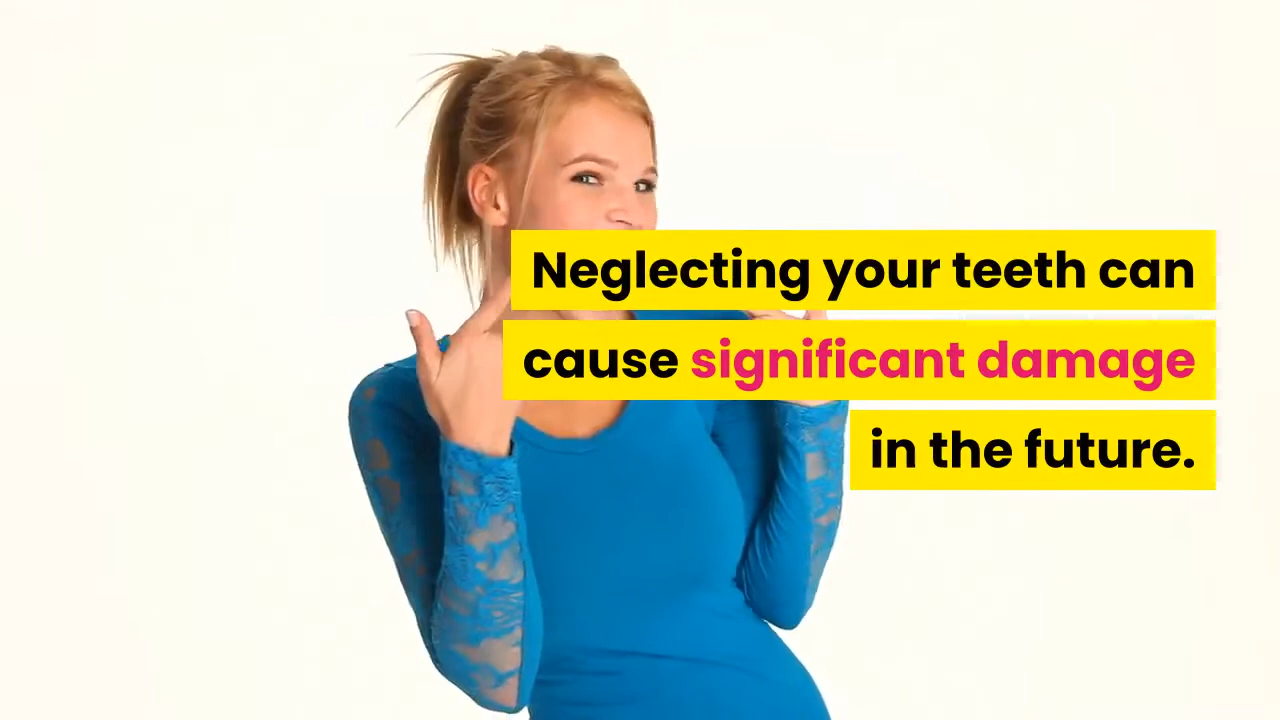 Neglecting your teeth can
cause significant damage
in the future.